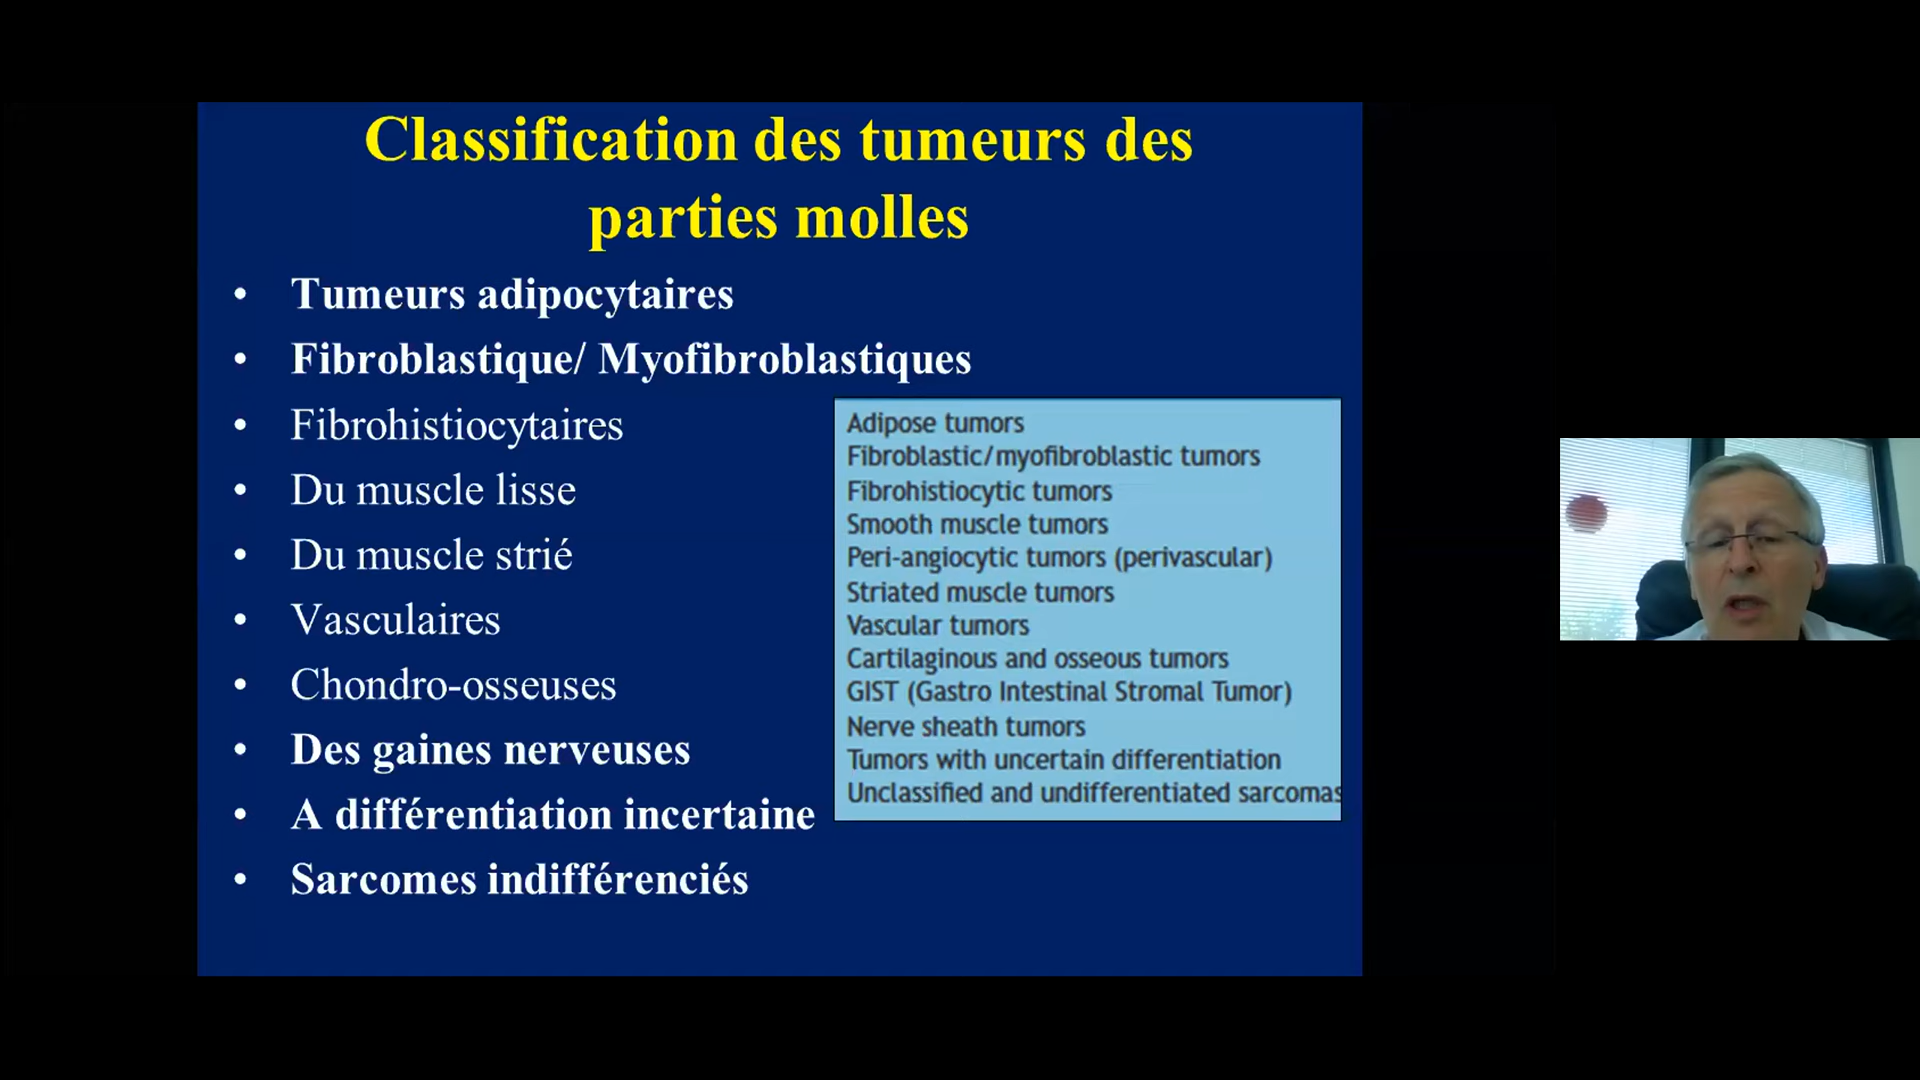 Classification des tumeurs des
parties molles
• Tumeurs adipocytaires
• Fibroblastique/ Myofibroblastiques
• Fibrohistiocytaires
• Du muscle lisse
• Du muscle strié
• Vasculaires
• Chondro-osseuses
• Des gaines nerveuses
• A différentiation incertaine
• Sarcomes indifférenciés
Adipose tumors
Fibroblastic/myofibroblastic tumors
Fibrohistiocytic tumors
Smooth muscle tumors
Peri-angiocytic tumors (perivascular)
Striated muscle tumors
Vascular tumors
Cartilaginous and osseous tumors
GIST (Gastro Intestinal Stromal Tumor)
Nerve sheath tumors
Tumors with uncertain differentiation
Unclassified and undifferentiated sarcomas